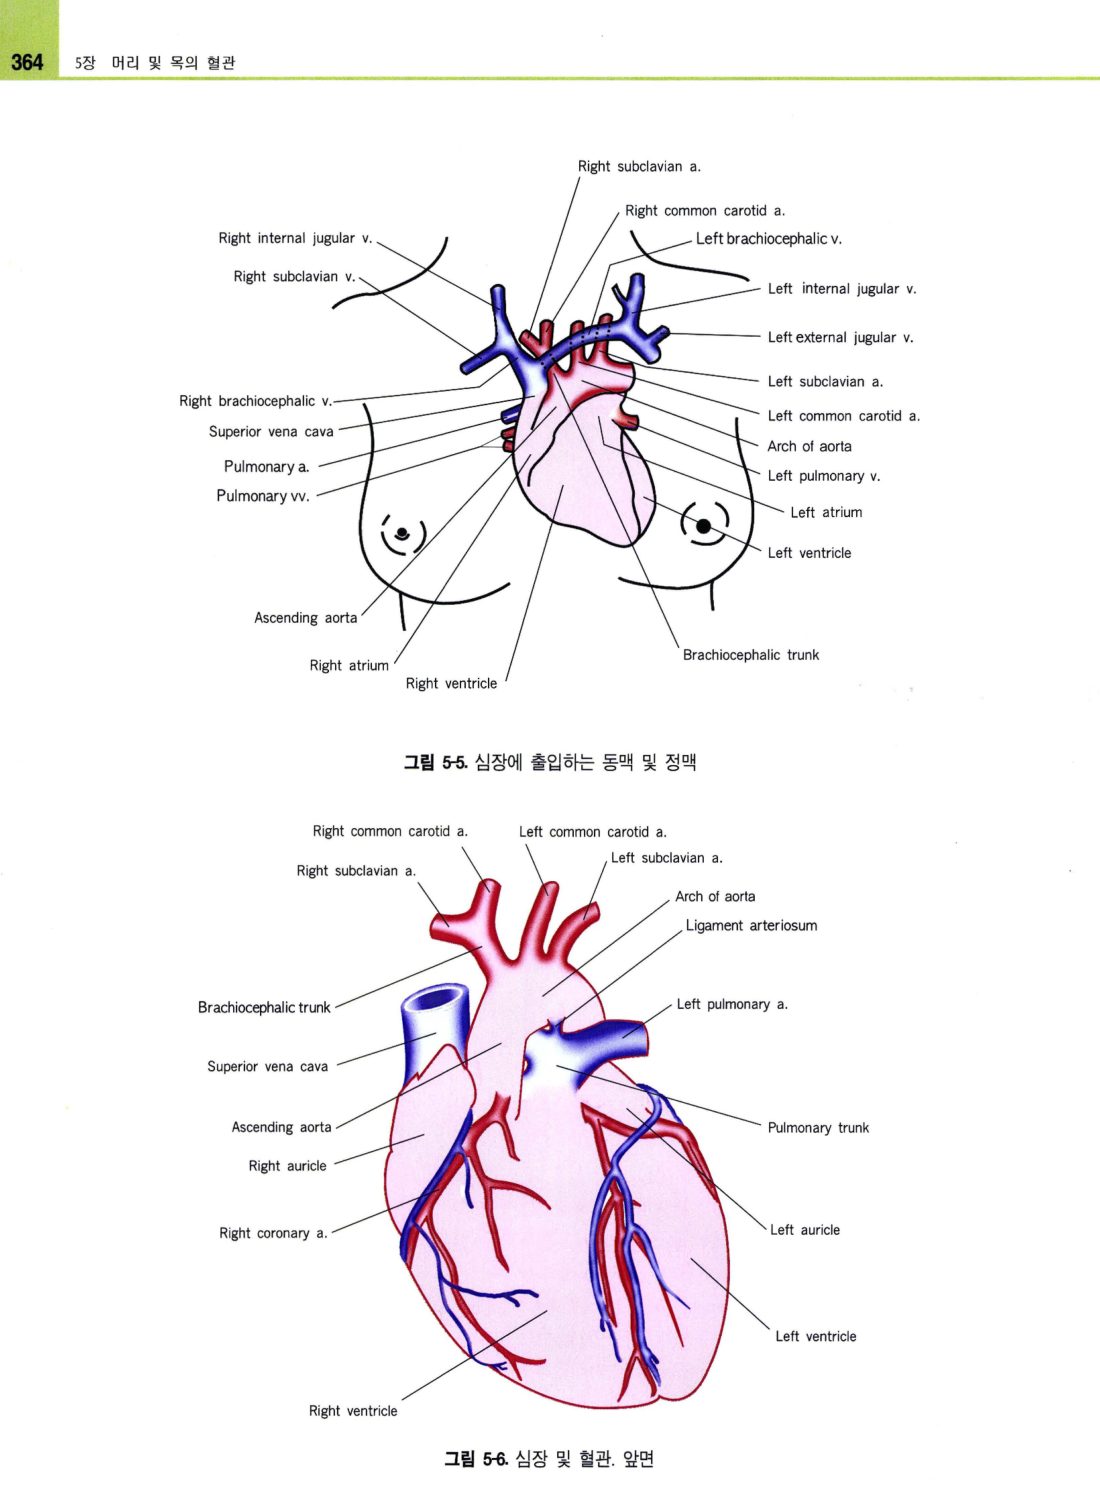 364
5장 머리 및 목의 혈관
Right subclavian a.
Right common carotid a.
Right internal jugular v.
Left brachiocephalic v.
Right subclavian v.
Left internal jugular v.
Left external jugular v.
Left subclavian a.
Right brachiocephalic v.
Left common carotid a.
Superior vena cava
Arch of aorta
Pulmonary a.
Left pulmonary v.
Pulmonary vv.
Left atrium
Left ventricle
Ascending aorta
Brachiocephalic trunk
Right atrium
Right ventricle
그림 5-5. 심장에 출입하는 동맥 및 정맥
Right common carotid a.
Left common carotid a.
Left subclavian a.
Right subclavian a.
Arch of aorta
Ligament arteriosum
Brachiocephalic trunk
Left pulmonary a.
Superior vena cava
Ascending aorta
Pulmonary trunk
Right auricle
Right coronary a.
Left auricle
Left ventricle
Right ventricle
그림 5-6. 심장 및 혈관. 앞면